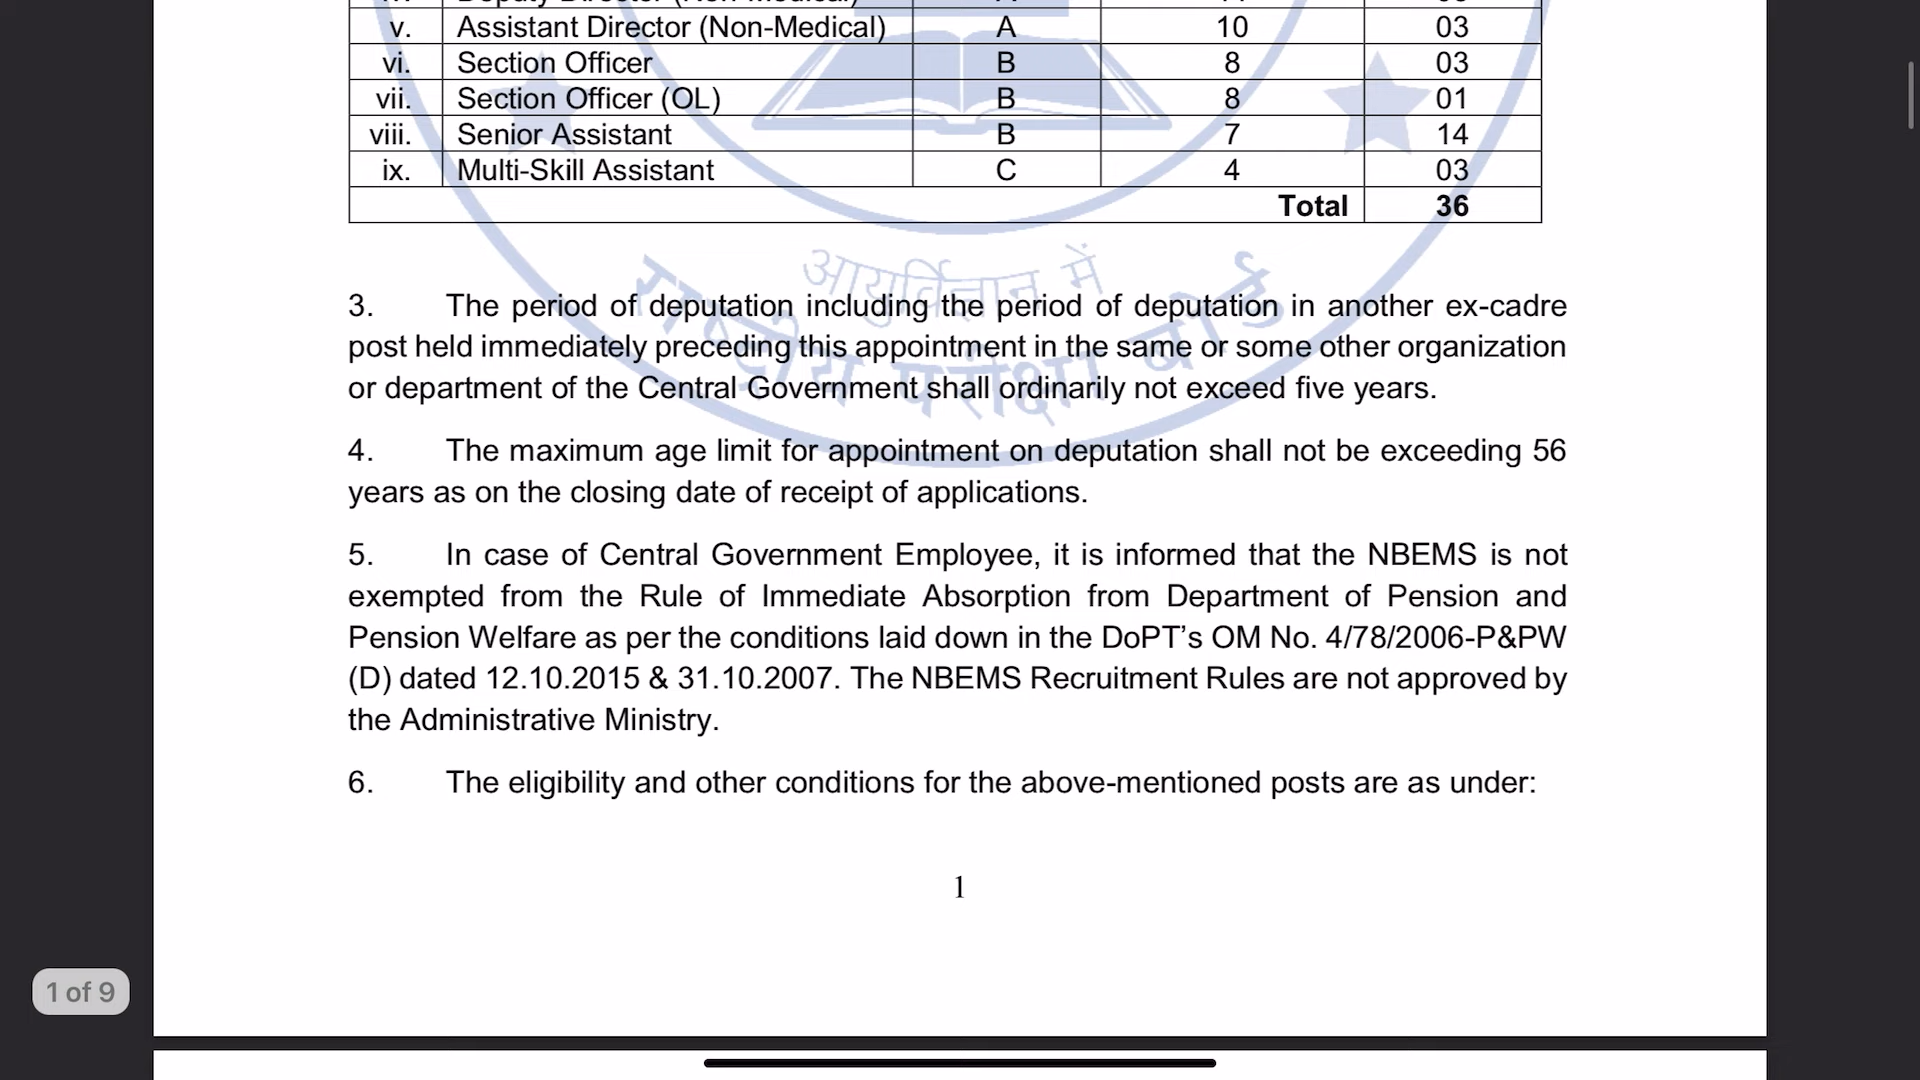 v. Assistant Director (Non-Medical) A 10 03
vi. Section Officer B 8 03
vii. Section Officer (OL) B 8 01
viii. Senior Assistant B 7 14
ix. Multi-Skill Assistant C 4 03
Total 36
आयुर्विज्ञान में
राष्ट्रीय परीक्षा बोर्ड
3. The period of deputation including the period of deputation in another ex-cadre
post held immediately preceding this appointment in the same or some other organization
or department of the Central Government shall ordinarily not exceed five years.
4. The maximum age limit for appointment on deputation shall not be exceeding 56
years as on the closing date of receipt of applications.
5. In case of Central Government Employee, it is informed that the NBEMS is not
exempted from the Rule of Immediate Absorption from Department of Pension and
Pension Welfare as per the conditions laid down in the DoPT’s OM No. 4/78/2006-P&PW
(D) dated 12.10.2015 & 31.10.2007. The NBEMS Recruitment Rules are not approved by
the Administrative Ministry.
6. The eligibility and other conditions for the above-mentioned posts are as under:
1
1 of 9